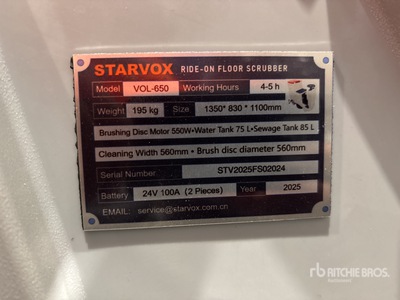 STARVOX RIDE-ON FLOOR SCRUBBER
Model VOL-650 Working Hours 4-5 h
Weight 195 kg Size 1350* 830 * 1100mm
Brushing Disc Motor 550W•Water Tank 75 L•Sewage Tank 85 L
Cleaning Width 560mm • Brush disc diameter 560mm
Serial Number STV2025FS02024
Battery 24V 100A (2 Pieces) Year 2025
EMAIL: service@starvox.com.cn
rb RITCHIE BROS.